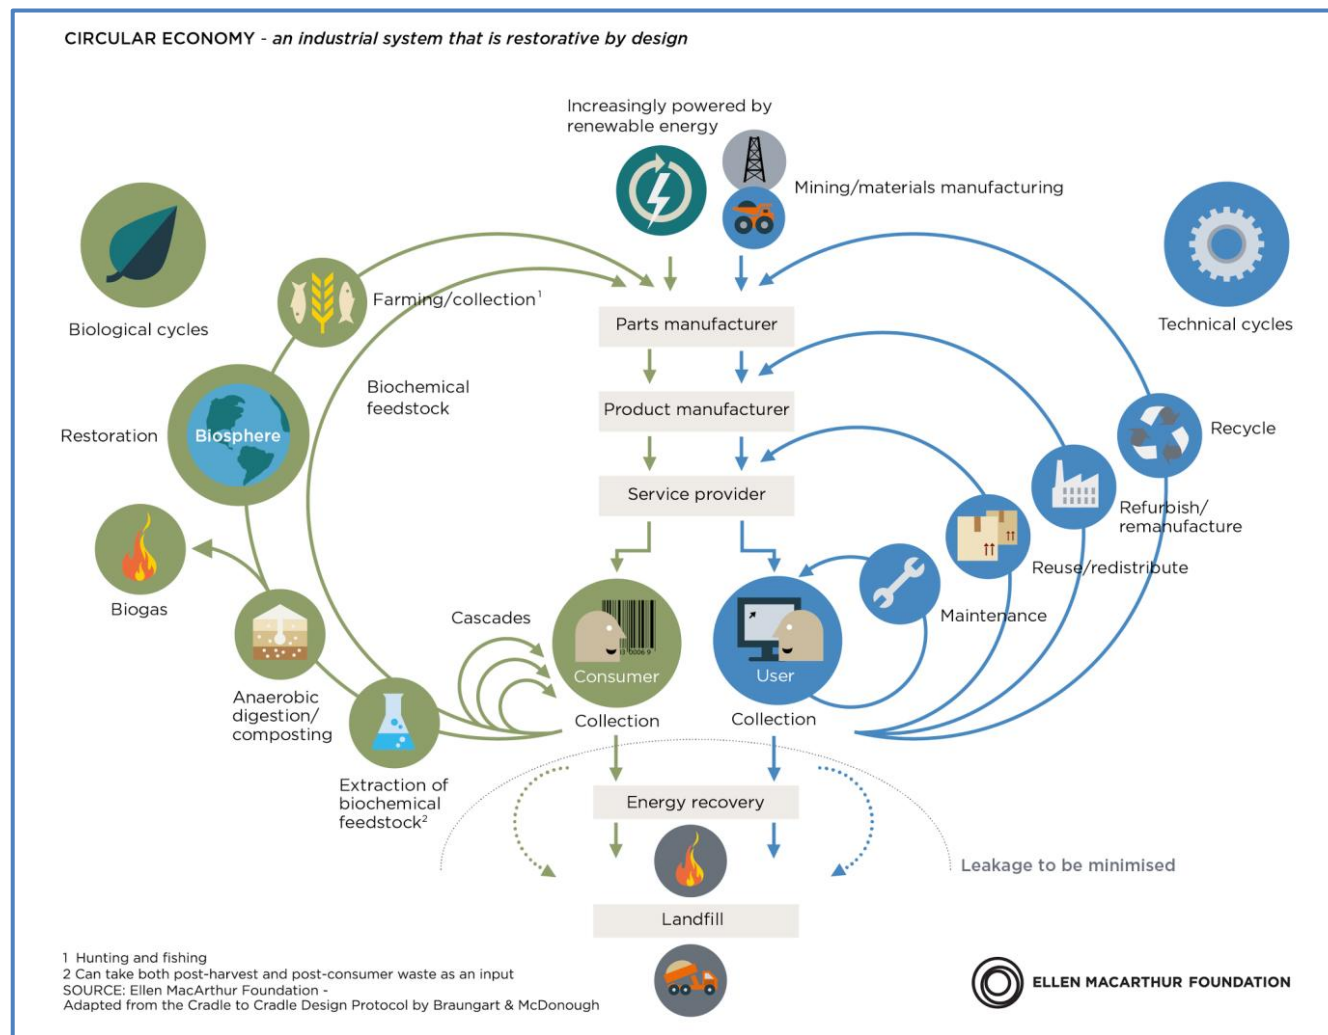 CIRCULAR ECONOMY - an industrial system that is restorative by design
Increasingly powered by
renewable energy
Mining/materials manufacturing
Biological cycles
Farming/collection¹
Parts manufacturer
Technical cycles
Biochemical
feedstock
Product manufacturer
Restoration
Biosphere
Recycle
Service provider
Refurbish/
remanufacture
Biogas
Reuse/redistribute
Cascades
Maintenance
Consumer
User
Anaerobic
digestion/
composting
Collection
Collection
Extraction of
biochemical
feedstock²
Energy recovery
Leakage to be minimised
Landfill
1 Hunting and fishing
2 Can take both post-harvest and post-consumer waste as an input
SOURCE: Ellen MacArthur Foundation -
Adapted from the Cradle to Cradle Design Protocol by Braungart & McDonough
ELLEN MACARTHUR FOUNDATION